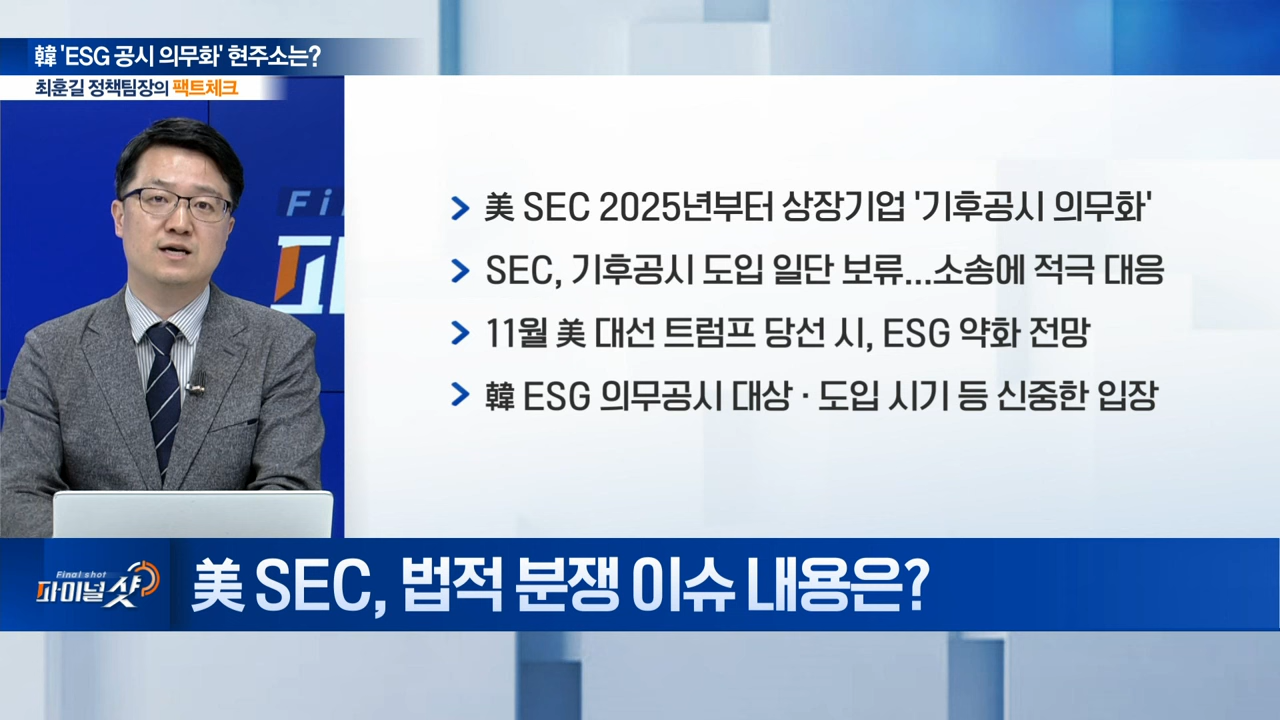 韓 'ESG 공시 의무화' 현주소는?
최훈길 정책팀장의 팩트체크
Fi
파
> 美 SEC 2025년부터 상장기업 '기후공시 의무화'
> SEC, 기후공시 도입 일단 보류...소송에 적극 대응
> 11월 美 대선 트럼프 당선 시, ESG 약화 전망
> 韓 ESG 의무공시 대상·도입 시기 등 신중한 입장
Final shot
파이널샷
美 SEC, 법적 분쟁 이슈 내용은?